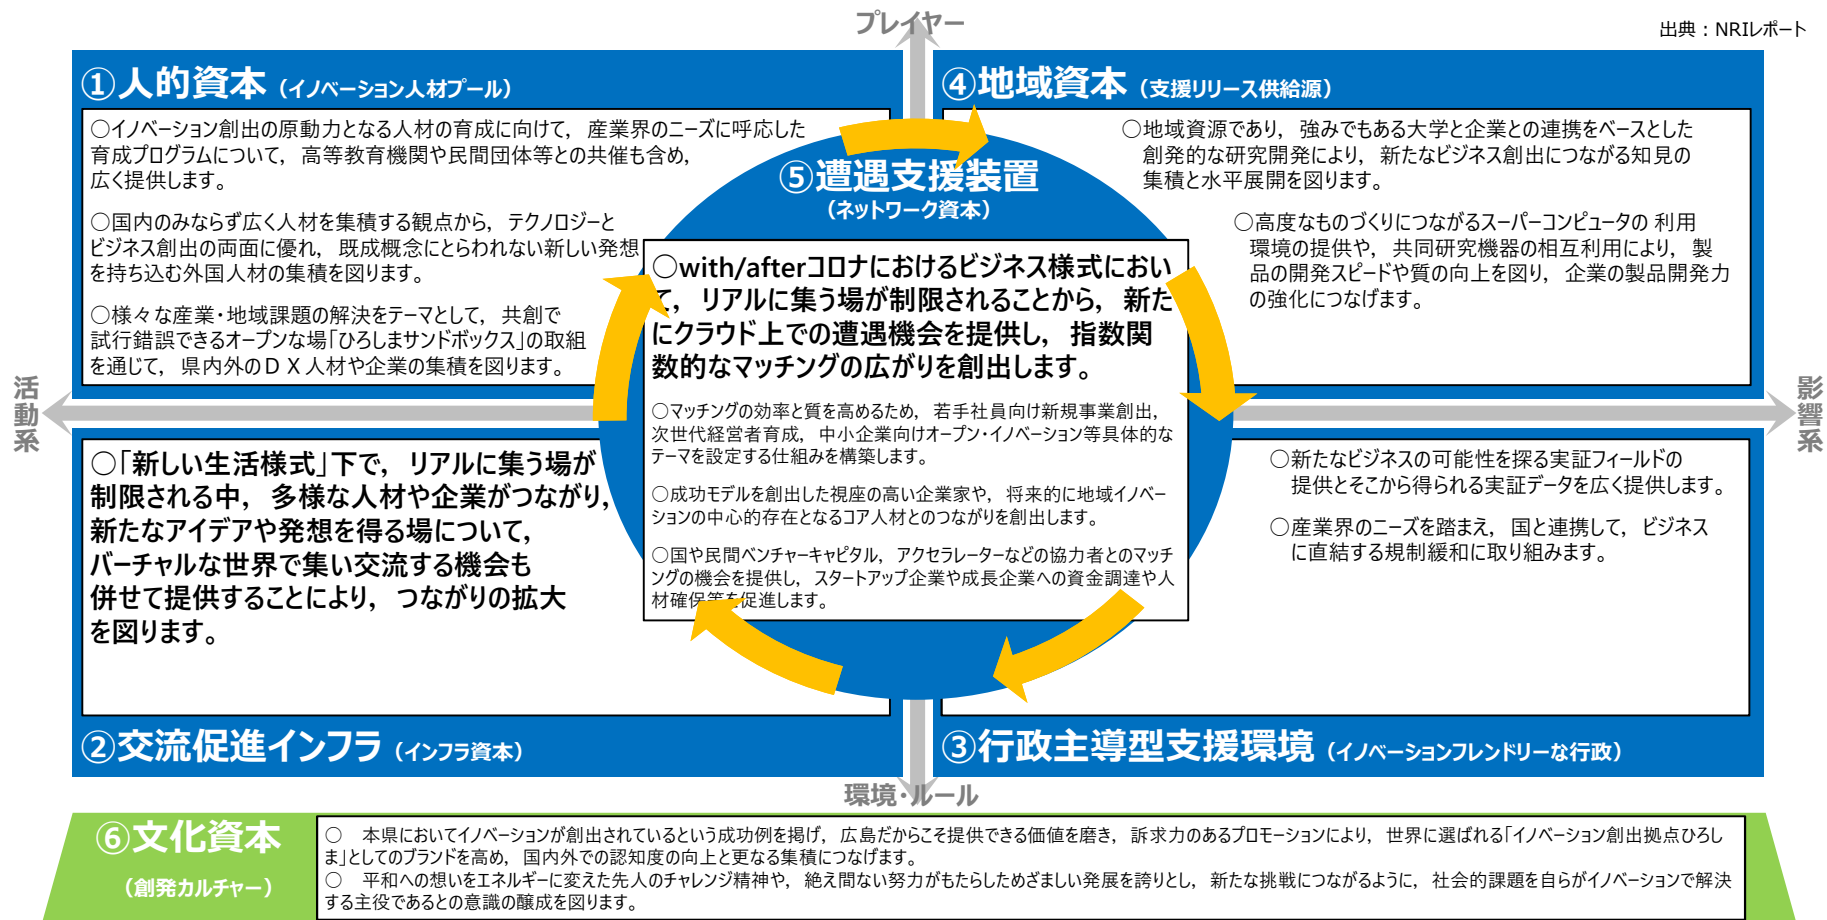 プレイヤー
出典：NRIレポート
①人的資本（イノベーション人材プール）
○イノベーション創出の原動力となる人材の育成に向けて，産業界のニーズに呼応した
育成プログラムについて，高等教育機関や民間団体等との共催も含め，
広く提供します。
○国内のみならず広く人材を集積する観点から，テクノロジーと
ビジネス創出の両面に優れ，既成概念にとらわれない新しい発想
を持ち込む外国人材の集積を図ります。
○様々な産業・地域課題の解決をテーマとして，共創で
試行錯誤できるオープンな場「ひろしまサンドボックス」の取組
を通じて，県内外のＤＸ人材や企業の集積を図ります。
④地域資本（支援リリース供給源）
○地域資源であり，強みでもある大学と企業との連携をベースとした
創発的な研究開発により，新たなビジネス創出につながる知見の
集積と水平展開を図ります。
○高度なものづくりにつながるスーパーコンピュータの 利用
環境の提供や，共同研究機器の相互利用により，製
品の開発スピードや質の向上を図り，企業の製品開発力
の強化につなげます。
⑤遭遇支援装置
（ネットワーク資本）
○with/afterコロナにおけるビジネス様式におい
て，リアルに集う場が制限されることから，新た
にクラウド上での遭遇機会を提供し，指数関
数的なマッチングの広がりを創出します。
○マッチングの効率と質を高めるため，若手社員向け新規事業創出，
次世代経営者育成，中小企業向けオープン・イノベーション等具体的な
テーマを設定する仕組みを構築します。
○成功モデルを創出した視座の高い企業家や，将来的に地域イノベー
ションの中心的存在となるコア人材とのつながりを創出します。
○国や民間ベンチャーキャピタル，アクセラレーターなどの協力者とのマッチ
ングの機会を提供し，スタートアップ企業や成長企業への資金調達や人
材確保等を促進します。
活動系
影響系
○「新しい生活様式」下で，リアルに集う場が
制限される中，多様な人材や企業がつながり，
新たなアイデアや発想を得る場について，
バーチャルな世界で集い交流する機会も
併せて提供することにより，つながりの拡大
を図ります。
②交流促進インフラ（インフラ資本）
○新たなビジネスの可能性を探る実証フィールドの
提供とそこから得られる実証データを広く提供します。
○産業界のニーズを踏まえ，国と連携して，ビジネス
に直結する規制緩和に取り組みます。
③行政主導型支援環境（イノベーションフレンドリーな行政）
環境・ルール
⑥文化資本
（創発カルチャー）
○　本県においてイノベーションが創出されているという成功例を掲げ，広島だからこそ提供できる価値を磨き，訴求力のあるプロモーションにより，世界に選ばれる「イノベーション創出拠点ひろし
ま」としてのブランドを高め，国内外での認知度の向上と更なる集積につなげます。
○　平和への想いをエネルギーに変えた先人のチャレンジ精神や，絶え間ない努力がもたらしためざましい発展を誇りとし，新たな挑戦につながるように，社会的課題を自らがイノベーションで解決
する主役であるとの意識の醸成を図ります。